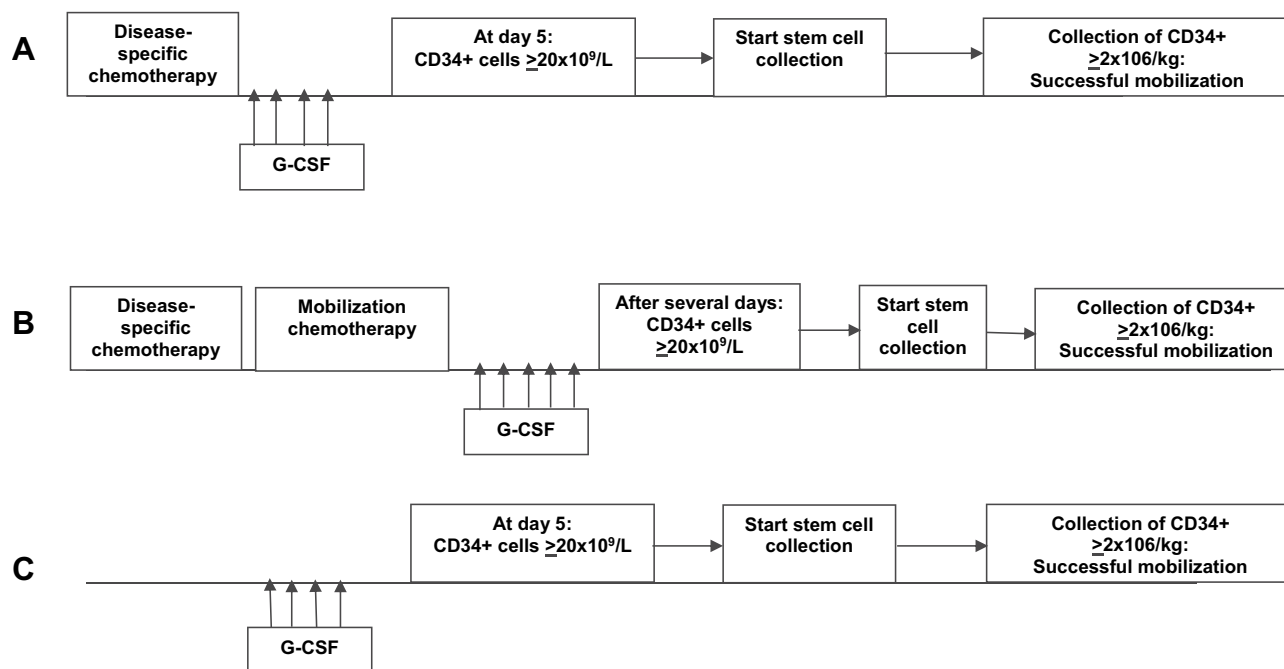 A
Disease-
specific
chemotherapy
At day 5:
CD34+ cells ≥20x10⁹/L
Start stem cell
collection
Collection of CD34+
≥2x106/kg:
Successful mobilization
G-CSF
B
Disease-
specific
chemotherapy
Mobilization
chemotherapy
After several days:
CD34+ cells
≥20x10⁹/L
Start stem
cell
collection
Collection of CD34+
≥2x106/kg:
Successful mobilization
G-CSF
C
At day 5:
CD34+ cells ≥20x10⁹/L
Start stem cell
collection
Collection of CD34+
≥2x106/kg:
Successful mobilization
G-CSF